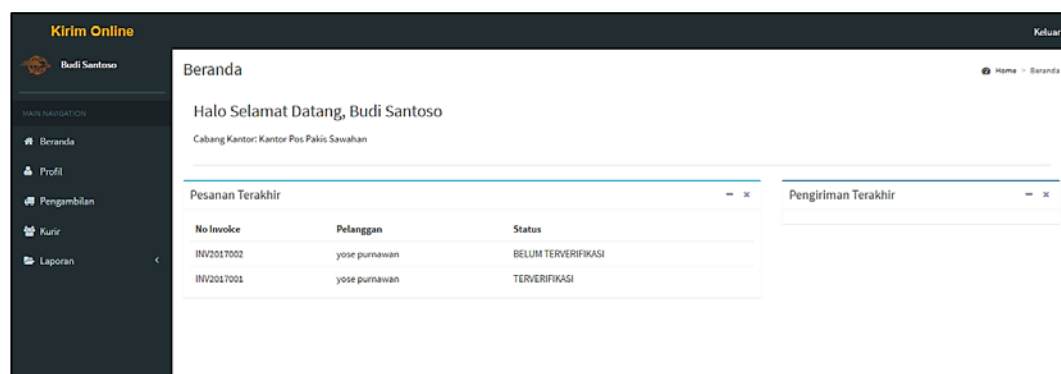 Kirim Online
Keluar
Budi Santoso
Beranda
Home > Beranda
Halo Selamat Datang, Budi Santoso
Cabang Kantor: Kantor Pos Pakis Sawahan
MAIN NAVIGATION
Beranda
Profil
Pengambilan
Kurir
Laporan
Pesanan Terakhir
No Invoice Pelanggan Status
INV2017002 yose purnawan BELUM TERVERIFIKASI
INV2017001 yose purnawan TERVERIFIKASI
Pengiriman Terakhir